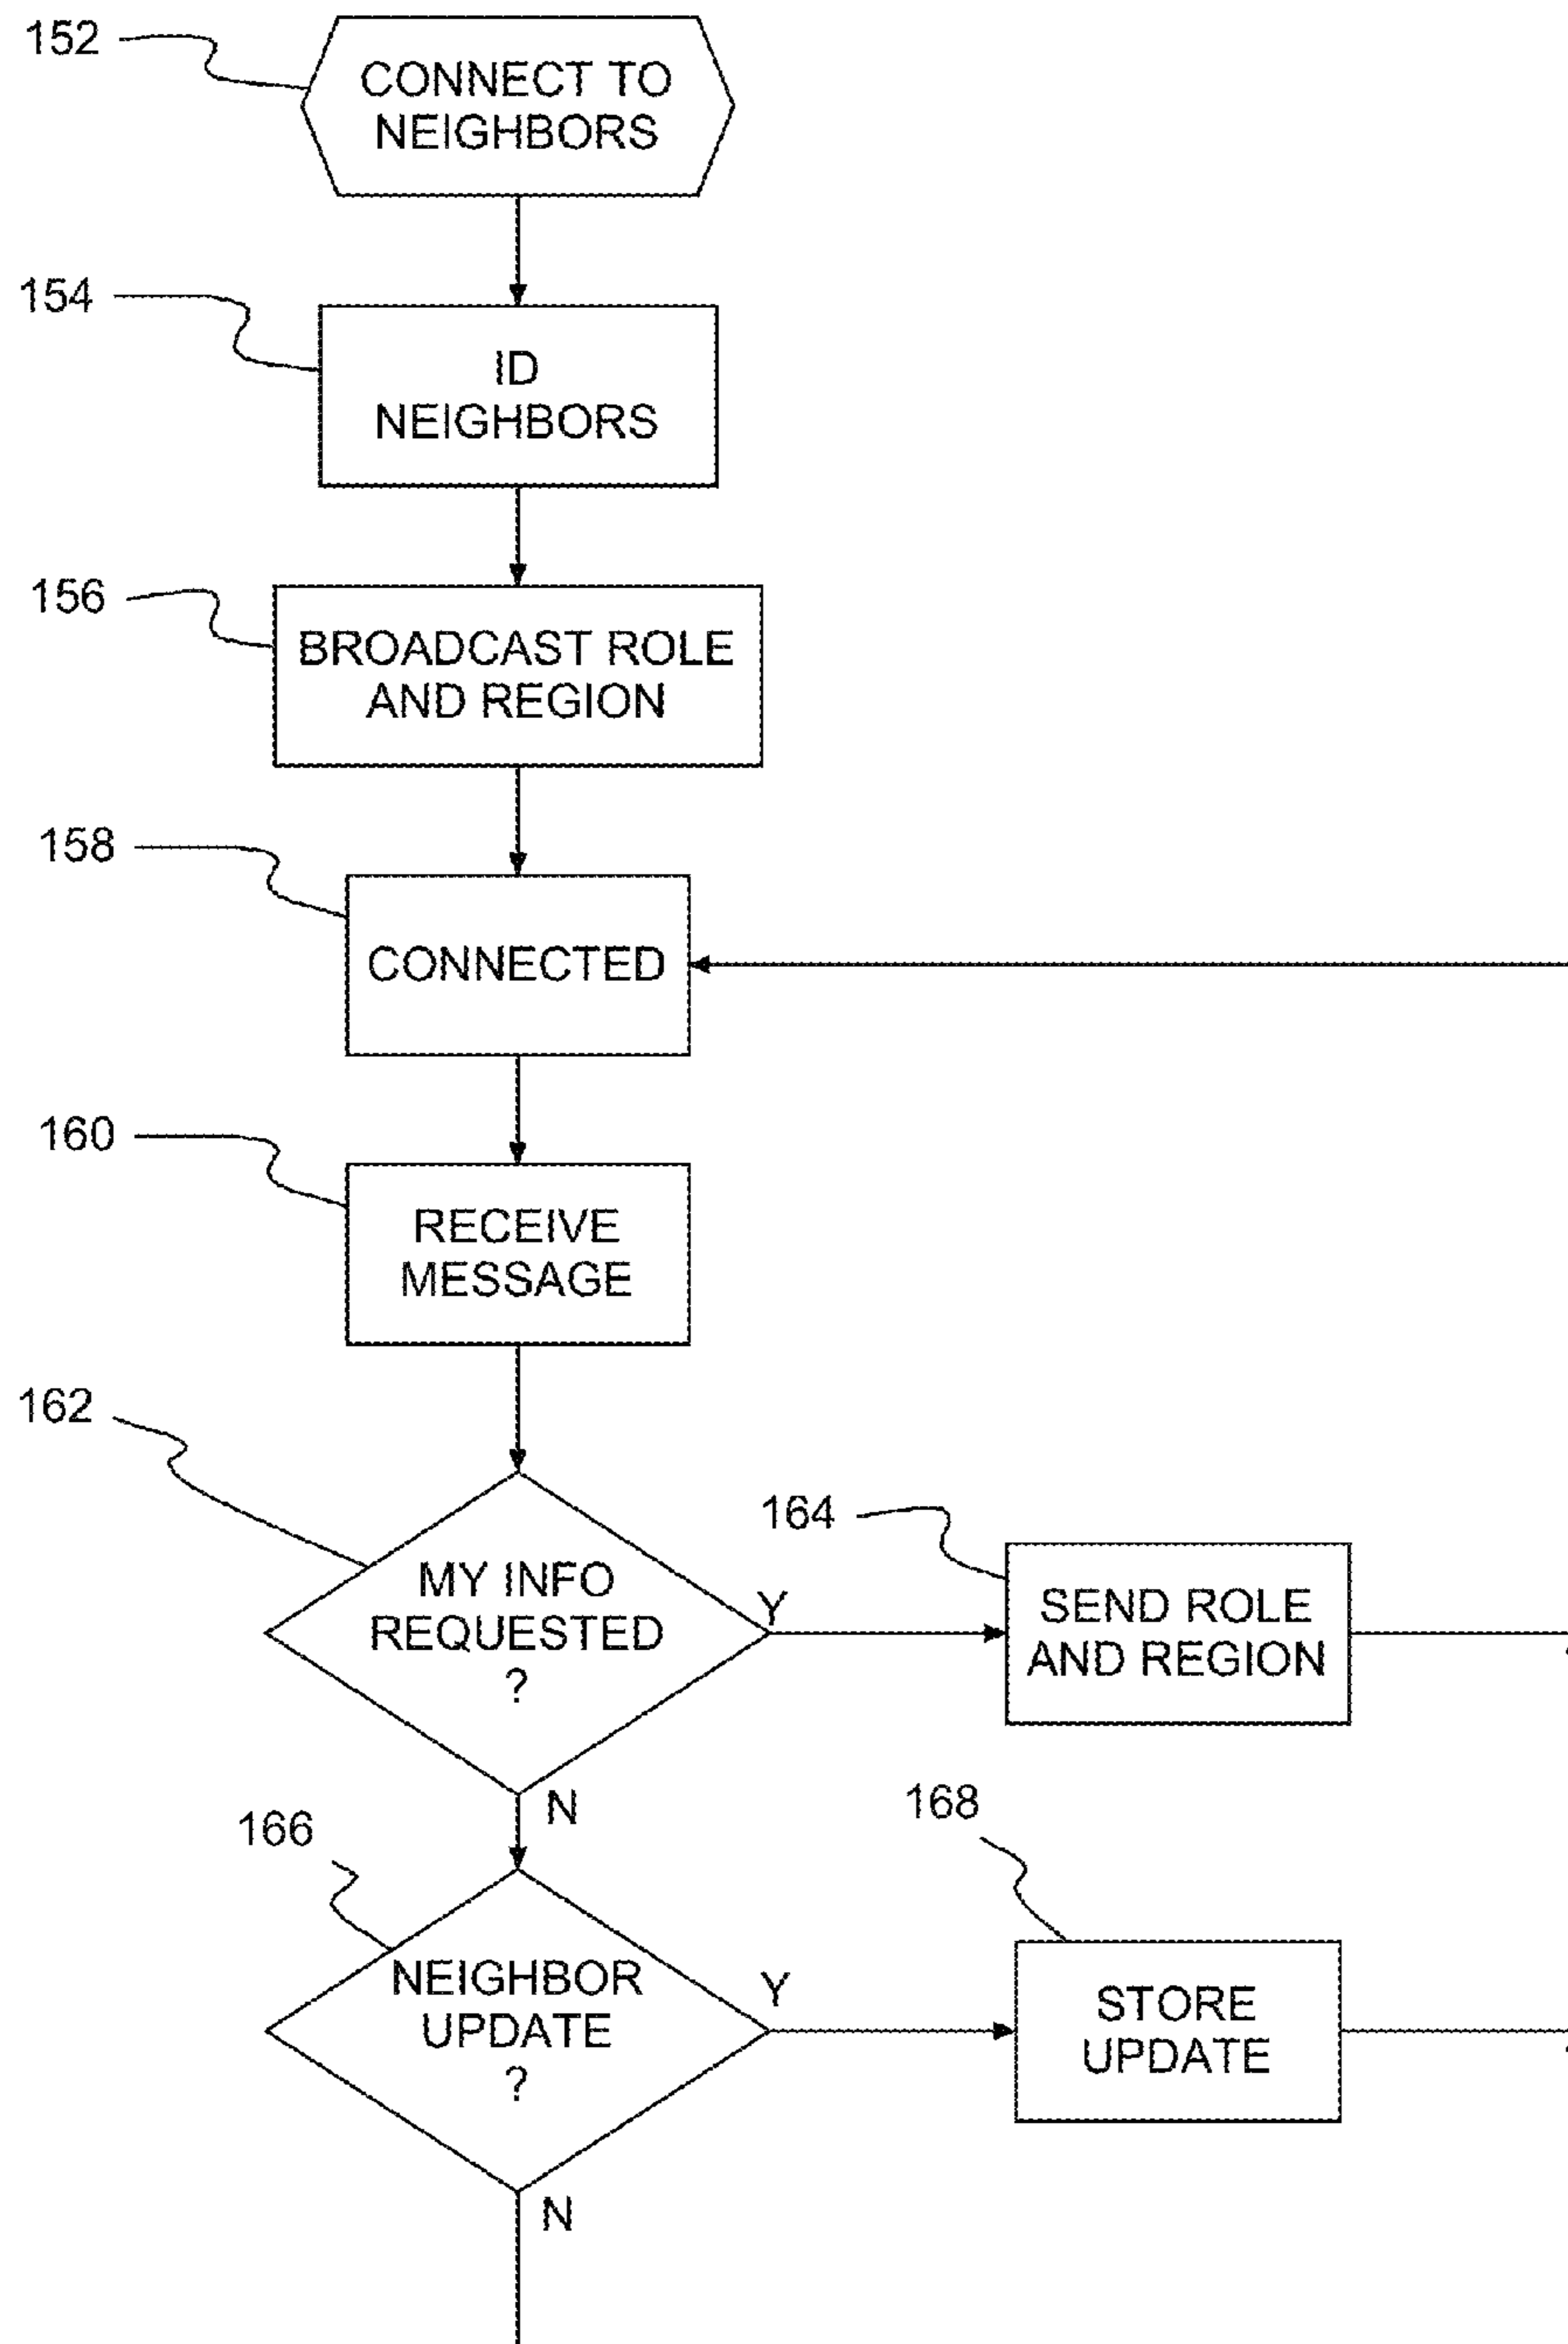 152
CONNECT TO
NEIGHBORS
154
ID
NEIGHBORS
156
BROADCAST ROLE
AND REGION
158
CONNECTED
160
RECEIVE
MESSAGE
162
MY INFO
REQUESTED
?
Y
164
SEND ROLE
AND REGION
N
166
NEIGHBOR
UPDATE
?
Y
168
STORE
UPDATE
N